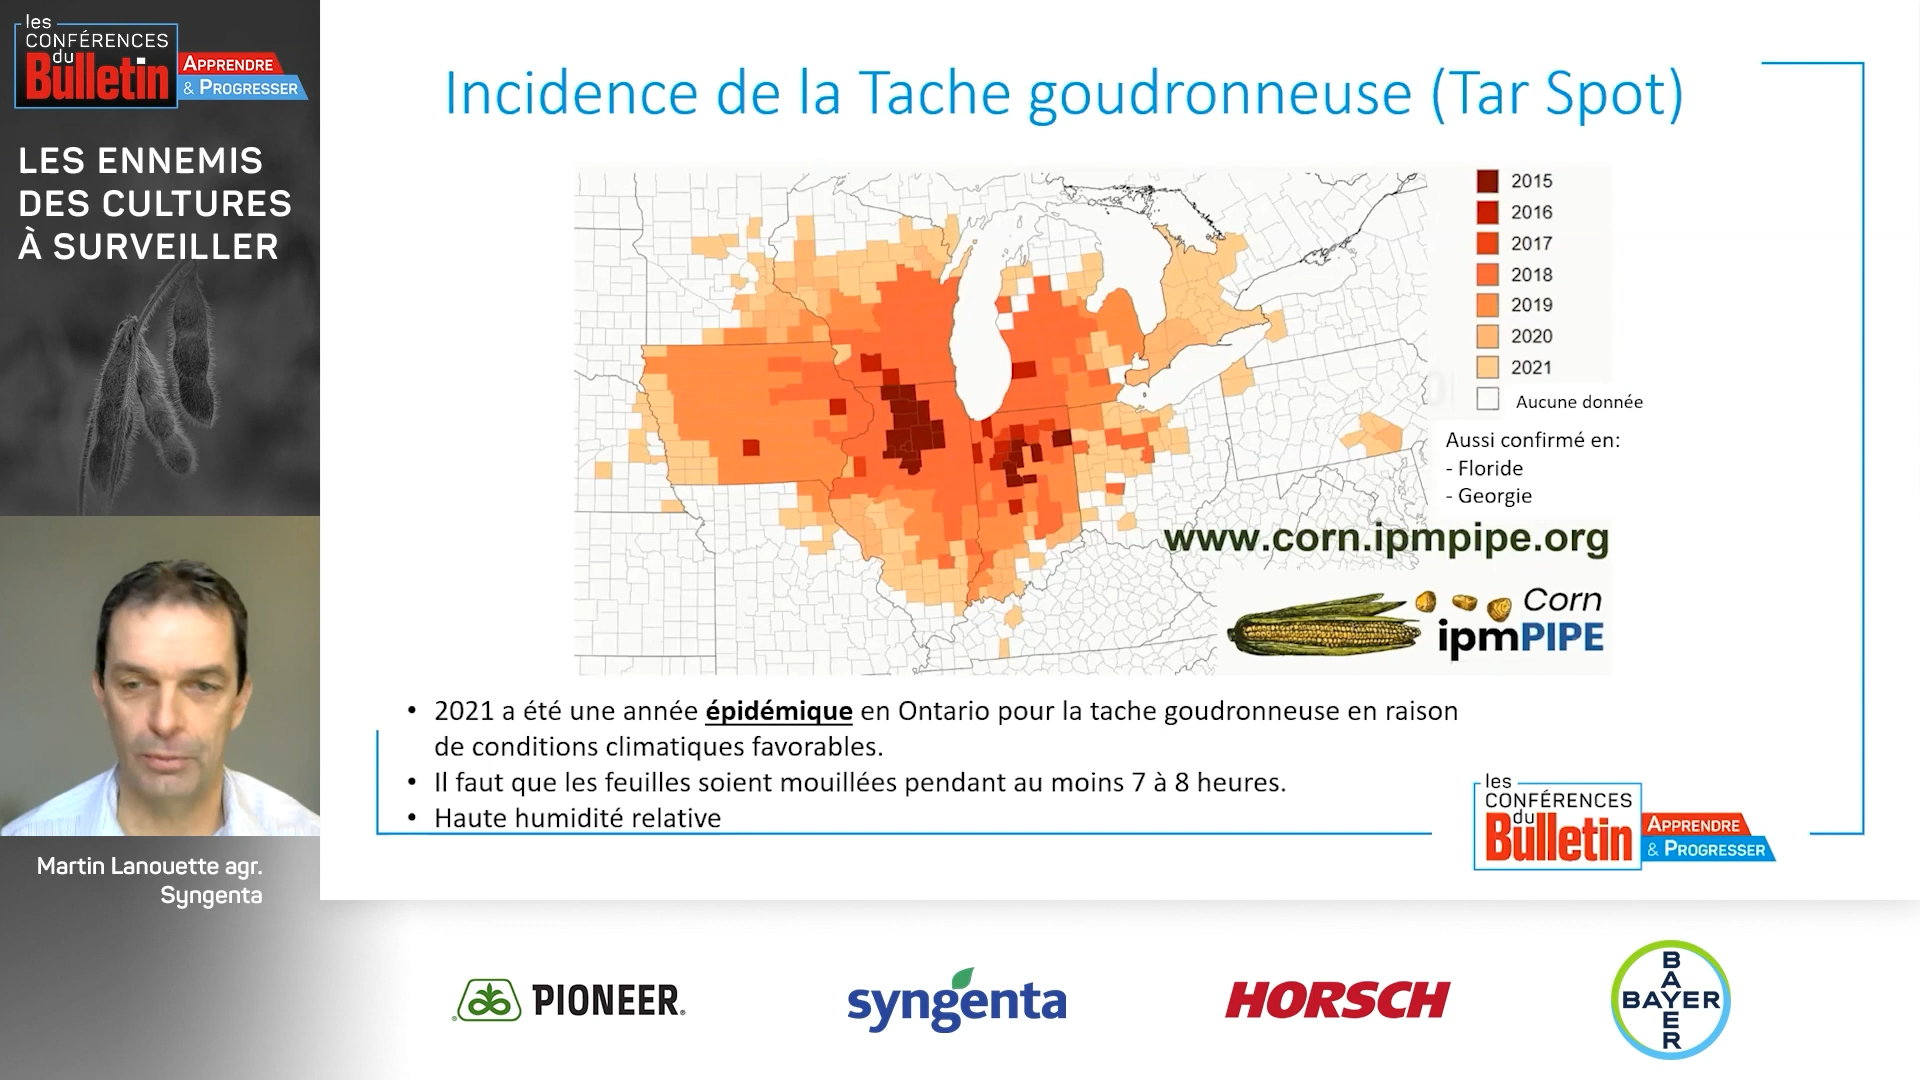 les
CONFÉRENCES
du
Bulletin
APPRENDRE
& PROGRESSER
LES ENNEMIS
DES CULTURES
À SURVEILLER
Incidence de la Tache goudronneuse (Tar Spot)
2015
2016
2017
2018
2019
2020
2021
Aucune donnée
Aussi confirmé en:
- Floride
- Georgie
www.corn.ipmpipe.org
Corn
ipmPIPE
• 2021 a été une année épidémique en Ontario pour la tache goudronneuse en raison
de conditions climatiques favorables.
• Il faut que les feuilles soient mouillées pendant au moins 7 à 8 heures.
• Haute humidité relative
les
CONFÉRENCES
du
Bulletin
APPRENDRE
& PROGRESSER
Martin Lanouette agr.
Syngenta
PIONEER
syngenta
HORSCH
BAYER
BAYER